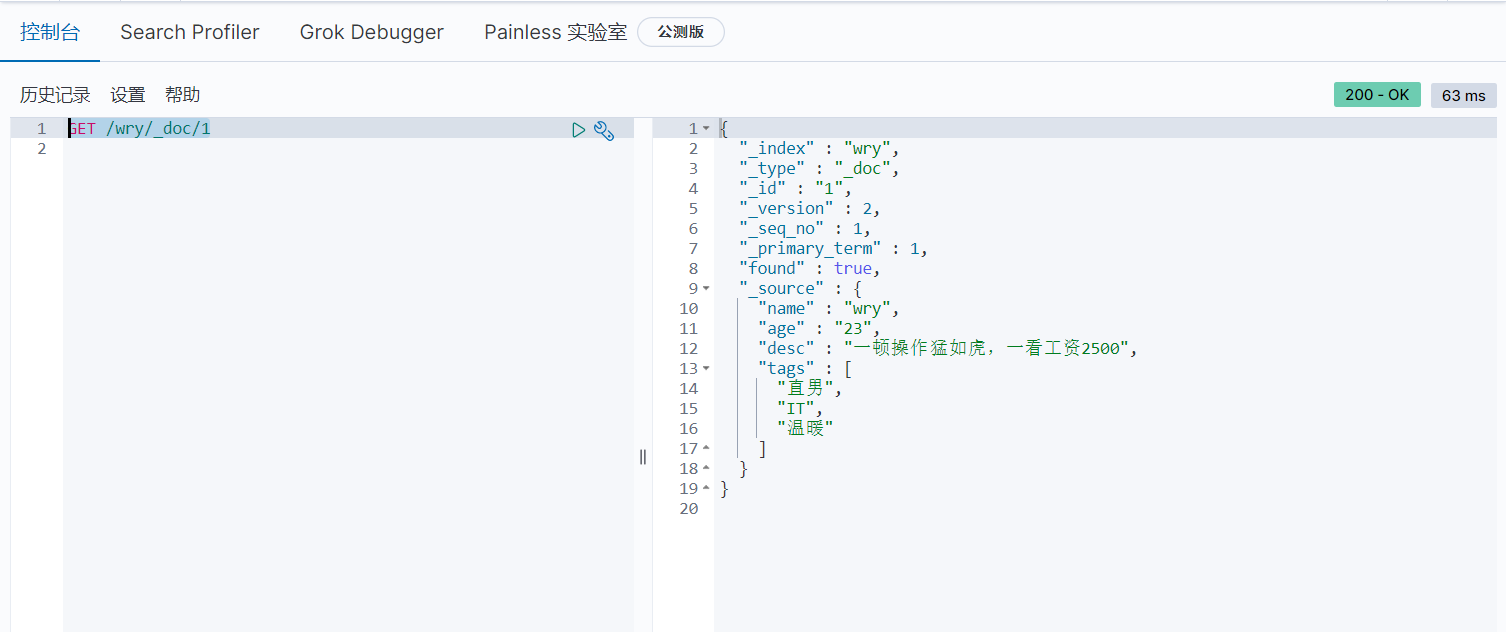 控制台 Search Profiler Grok Debugger Painless 实验室 公测版
历史记录 设置 帮助 200 - OK 63 ms
1 GET /wry/_doc/1
2
1 {
2 "_index" : "wry",
3 "_type" : "_doc",
4 "_id" : "1",
5 "_version" : 2,
6 "_seq_no" : 1,
7 "_primary_term" : 1,
8 "found" : true,
9 "_source" : {
10 "name" : "wry",
11 "age" : "23",
12 "desc" : "一顿操作猛如虎，一看工资2500",
13 "tags" : [
14 "直男",
15 "IT",
16 "温暖"
17 ]
18 }
19 }
20